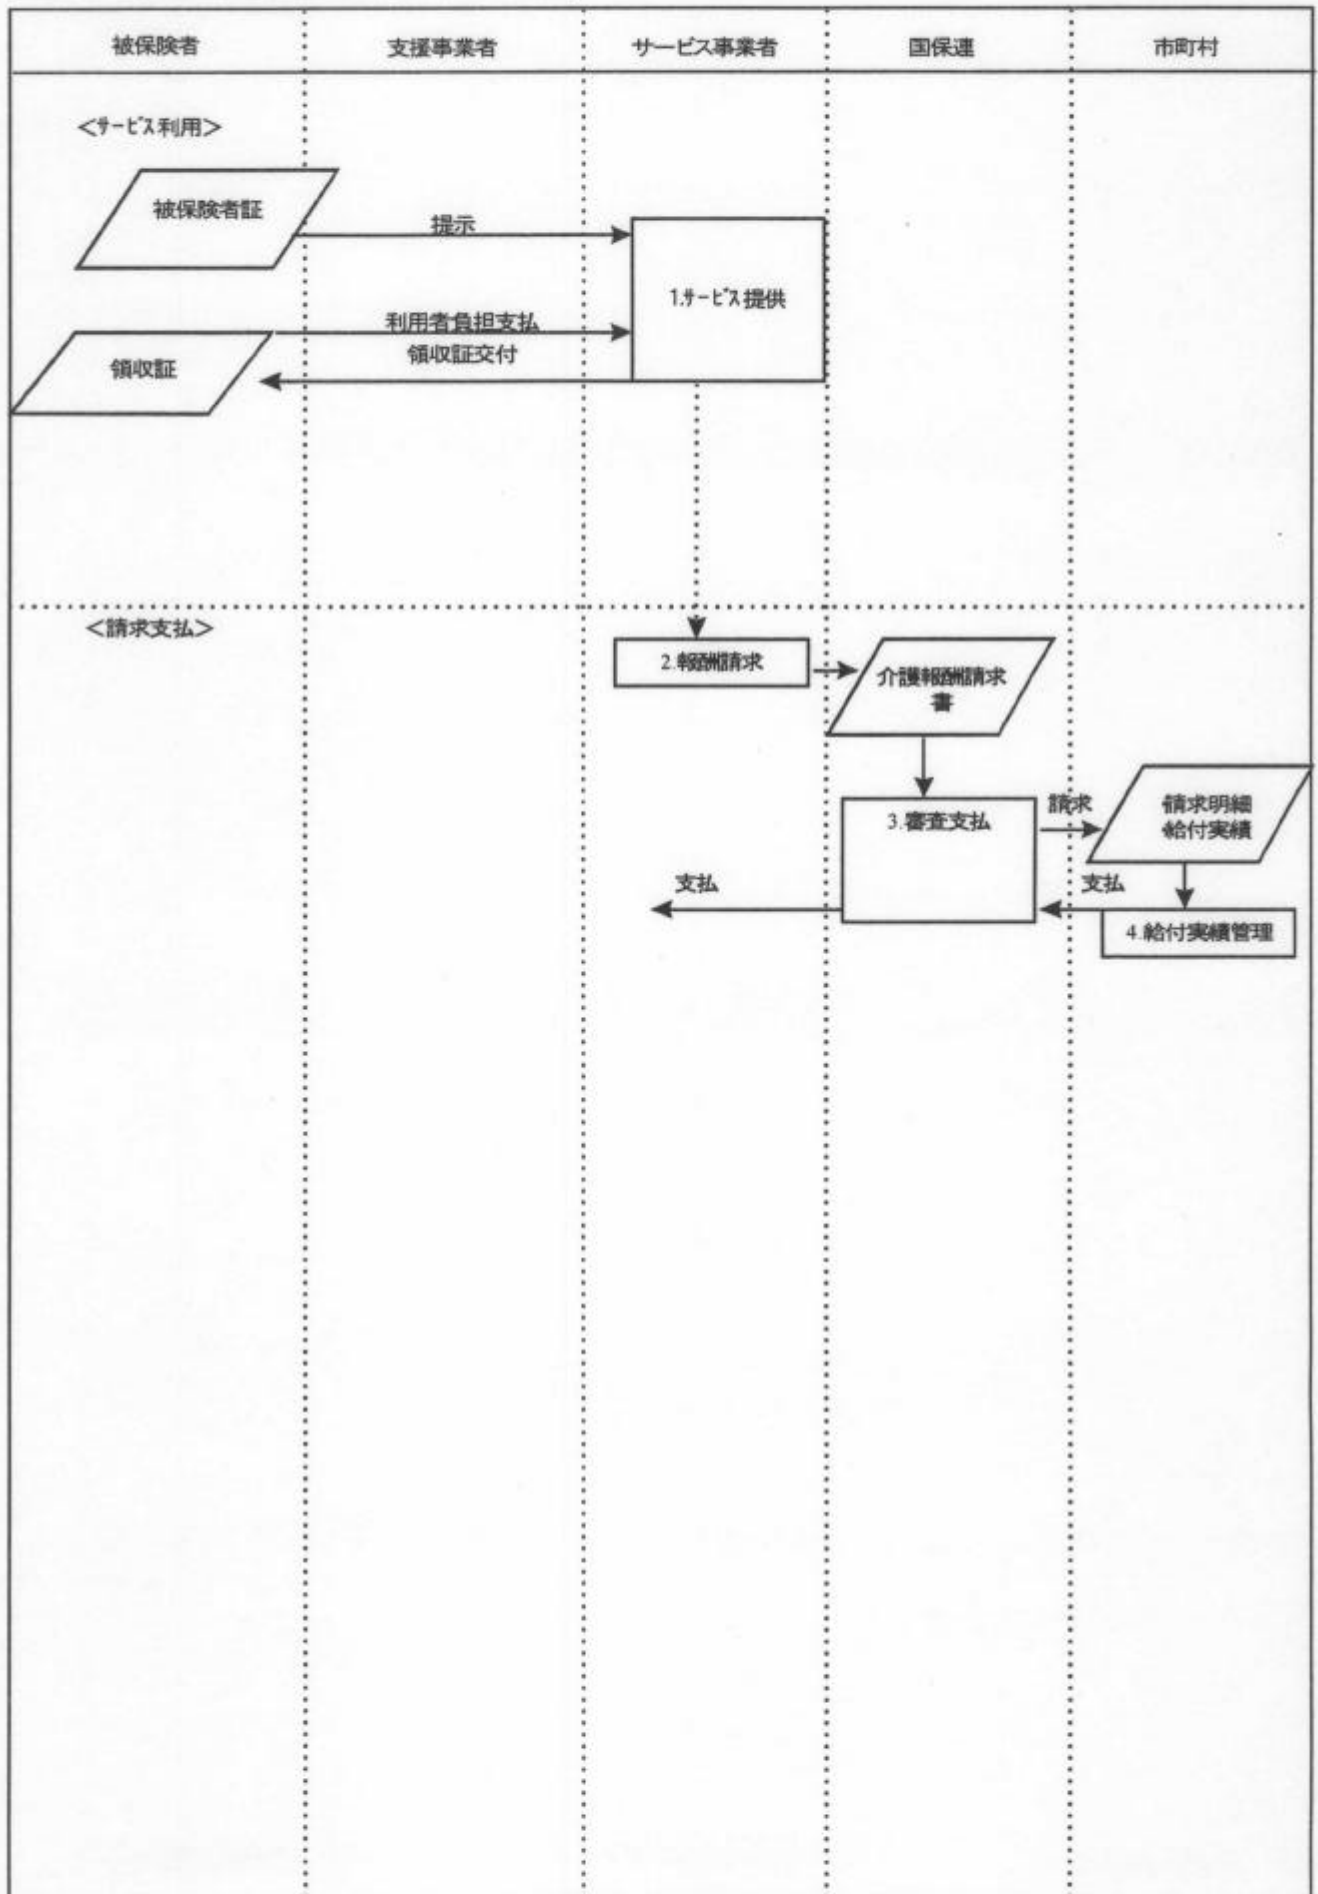 被保険者 支援事業者 サービス事業者 国保連 市町村
<サービス利用>
被保険者証
提示
1.サービス提供
利用者負担支払
領収証交付
領収証
<請求支払>
2.報酬請求
介護報酬請求
書
3.審査支払
請求
請求明細
給付実績
支払
支払
4.給付実績管理